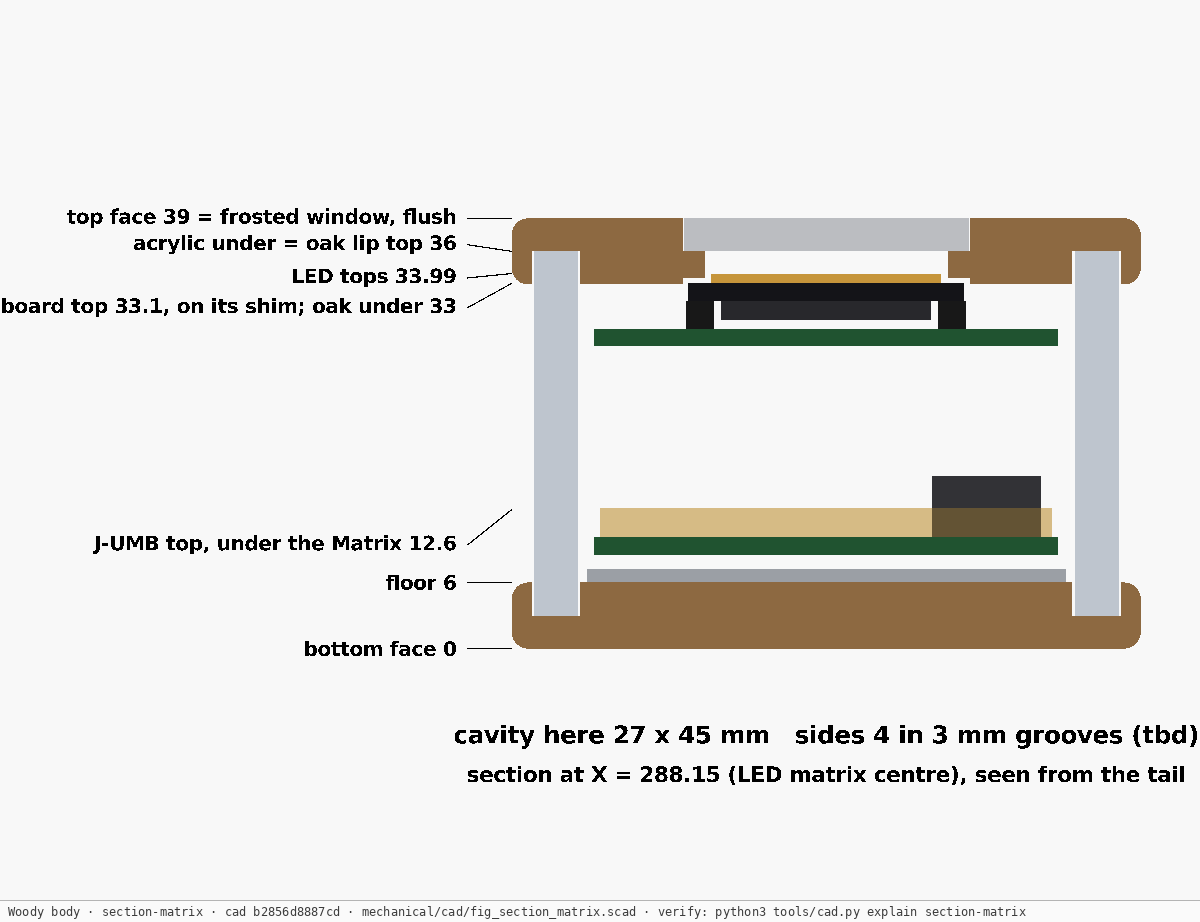 top face 39 = frosted window, flush
acrylic under = oak lip top 36
LED tops 33.99
board top 33.1, on its shim; oak under 33
J-UMB top, under the Matrix 12.6
floor 6
bottom face 0
cavity here 27 x 45 mm   sides 4 in 3 mm grooves (tbd)
section at X = 288.15 (LED matrix centre), seen from the tail
Woody body · section-matrix · cad b2856d8887cd · mechanical/cad/fig_section_matrix.scad · verify: python3 tools/cad.py explain section-matrix